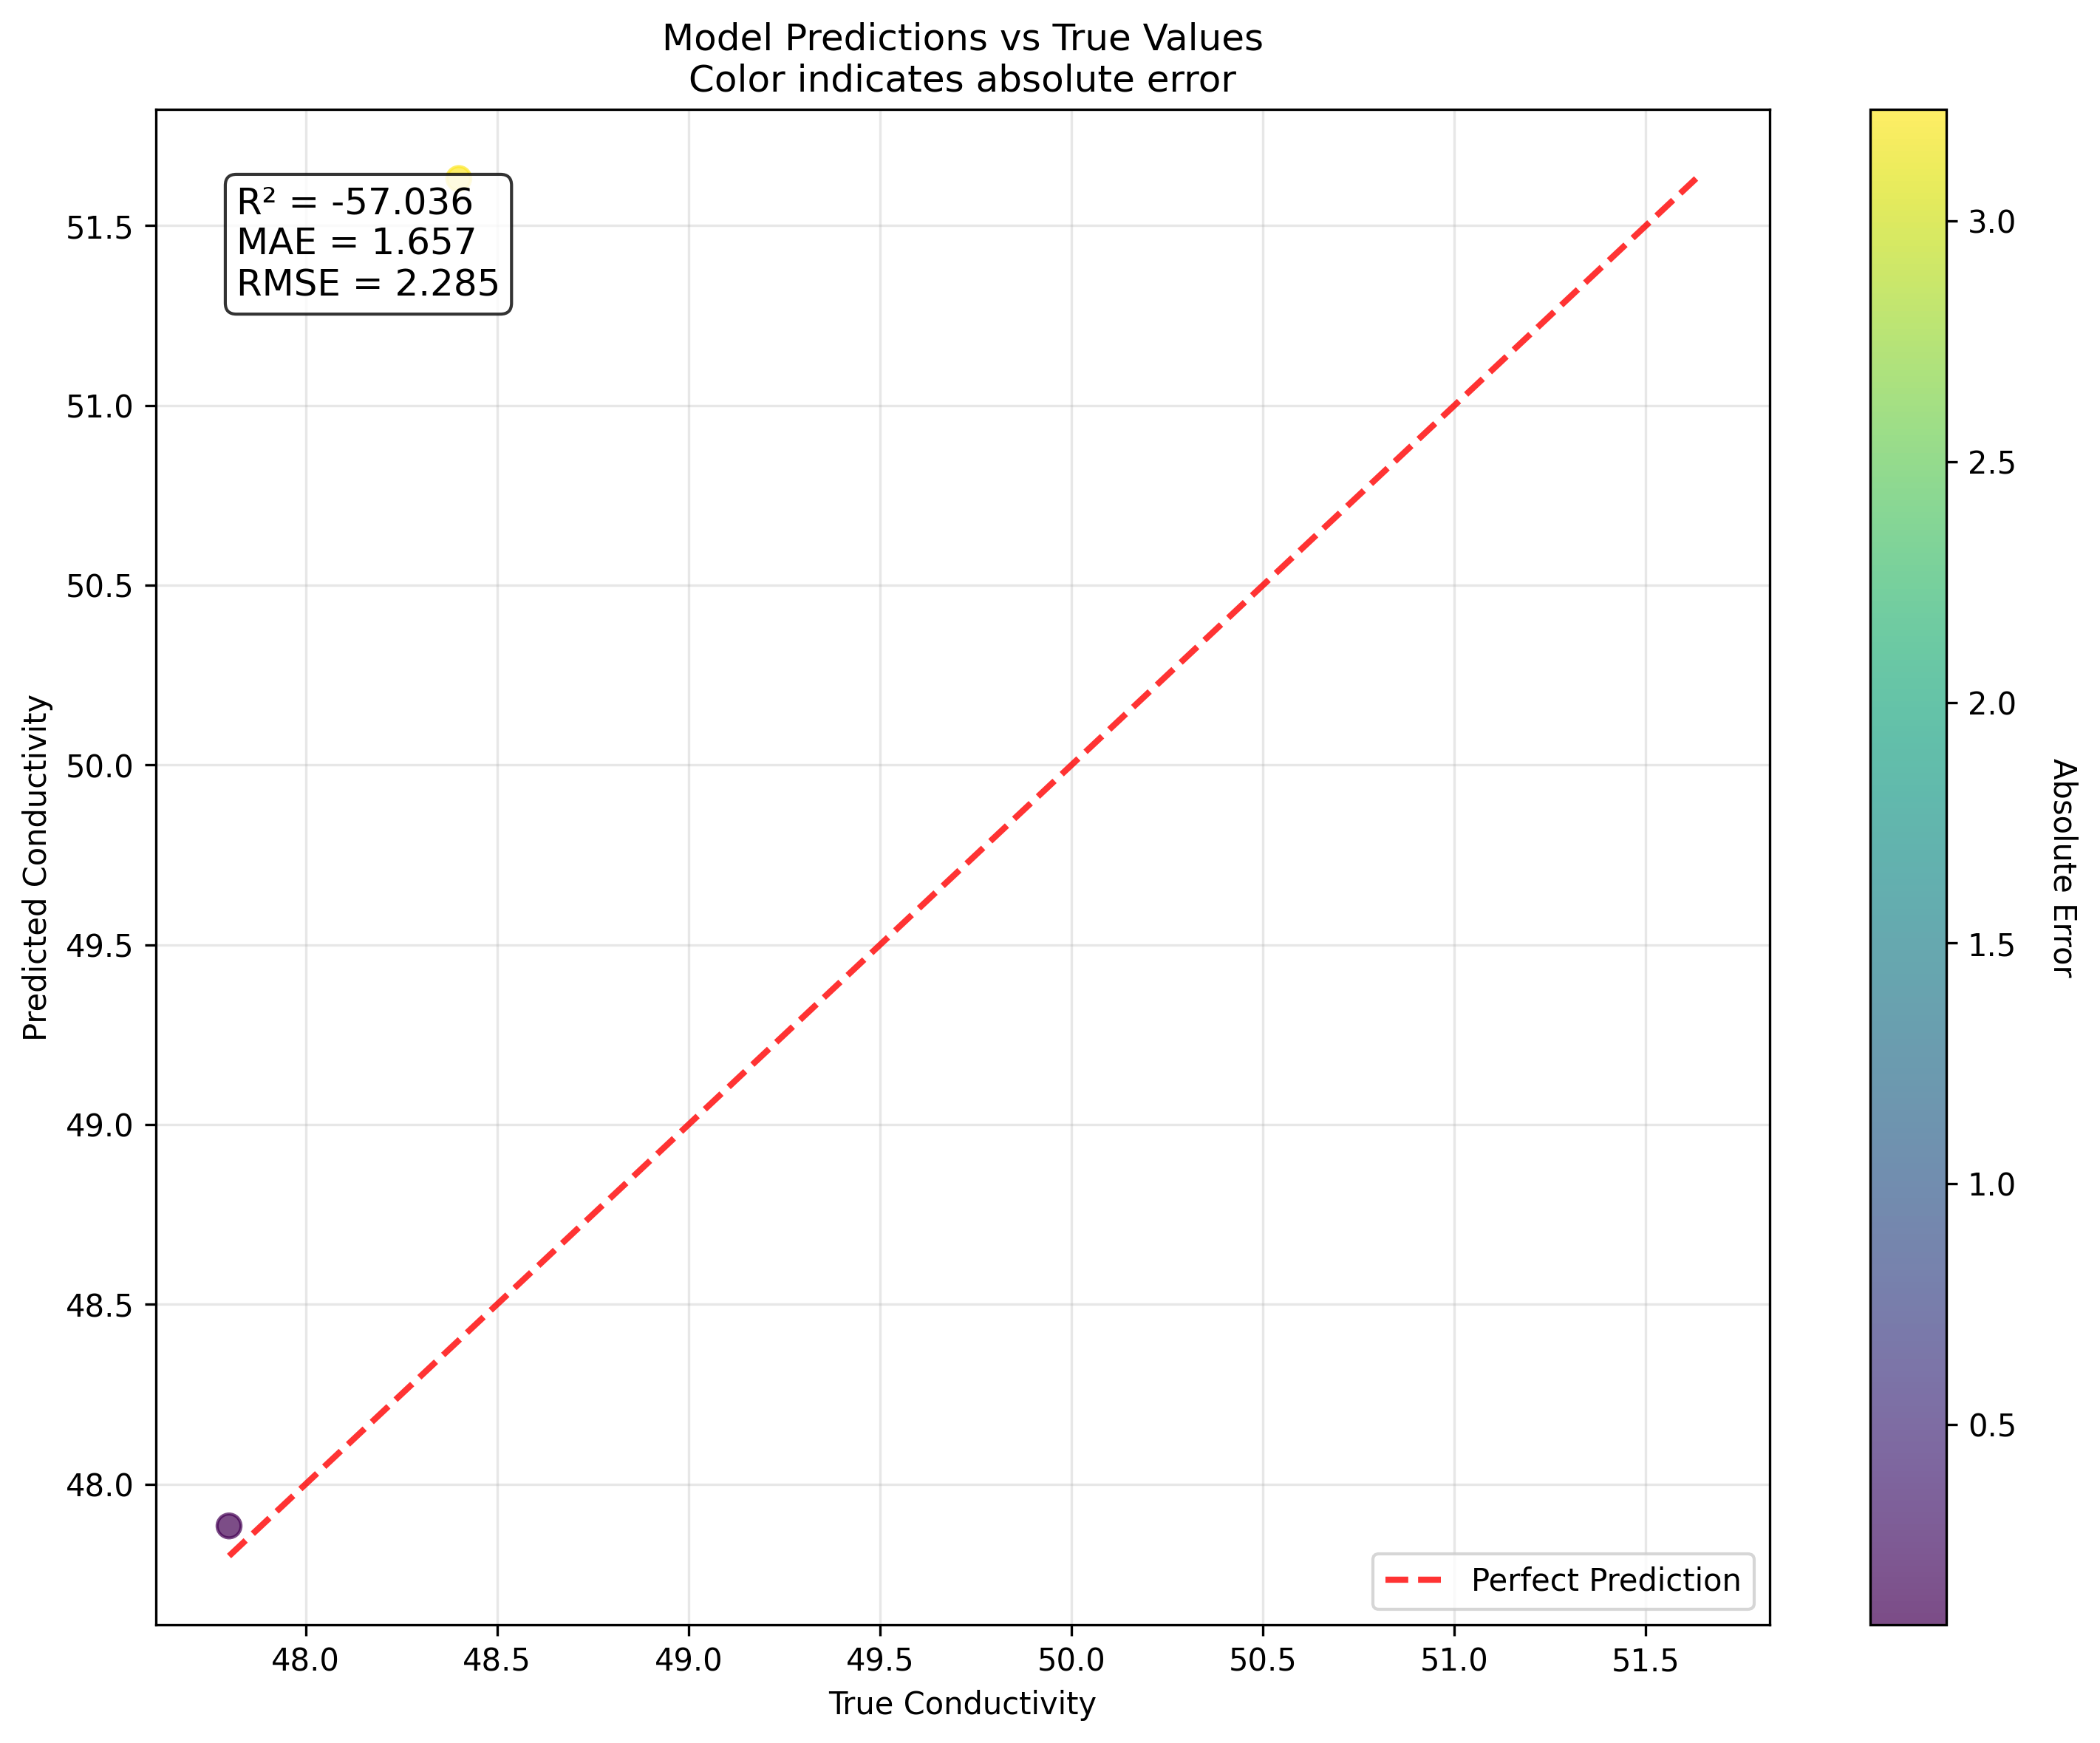 Model Predictions vs True Values
Color indicates absolute error
R² = -57.036
MAE = 1.657
RMSE = 2.285
Predicted Conductivity
51.5
51.0
50.5
50.0
49.5
49.0
48.5
48.0
48.0 48.5 49.0 49.5 50.0 50.5 51.0 51.5
True Conductivity
Perfect Prediction
3.0
2.5
2.0
1.5
1.0
0.5
Absolute Error